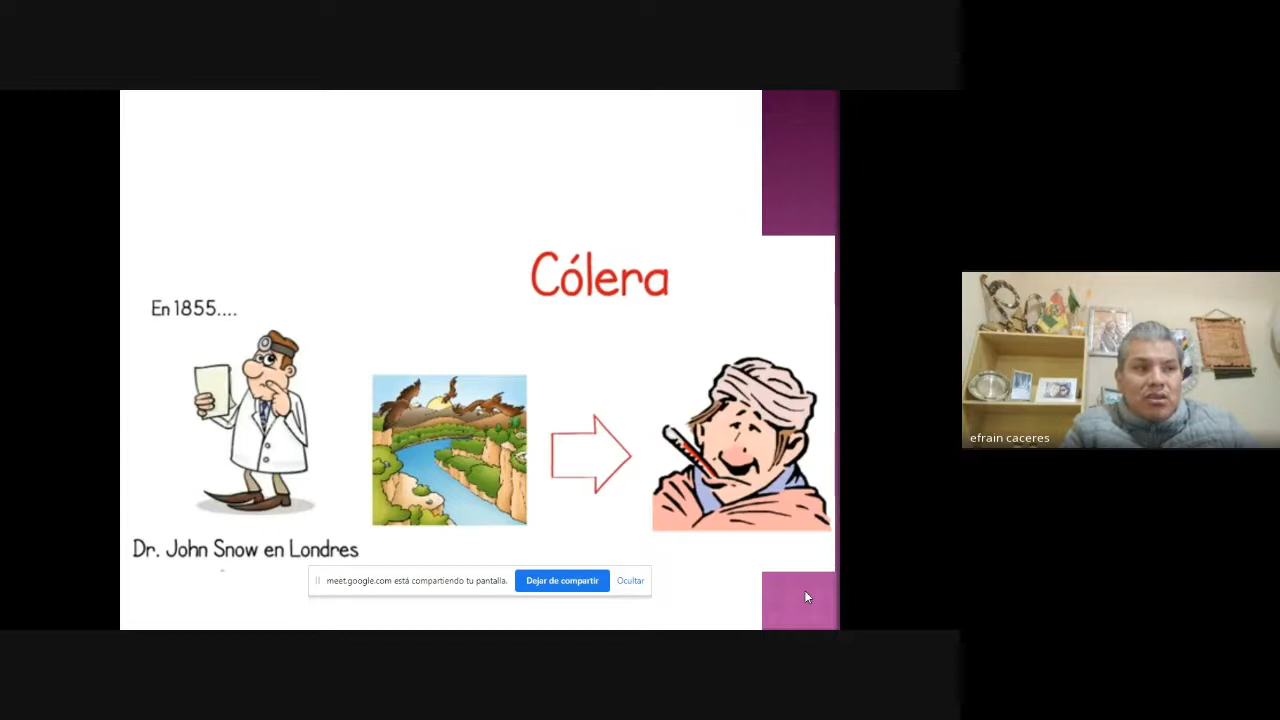 Cólera
En 1855....
Dr. John Snow en Londres
meet.google.com está compartiendo tu pantalla.
Dejar de compartir
Ocultar
efrain caceres